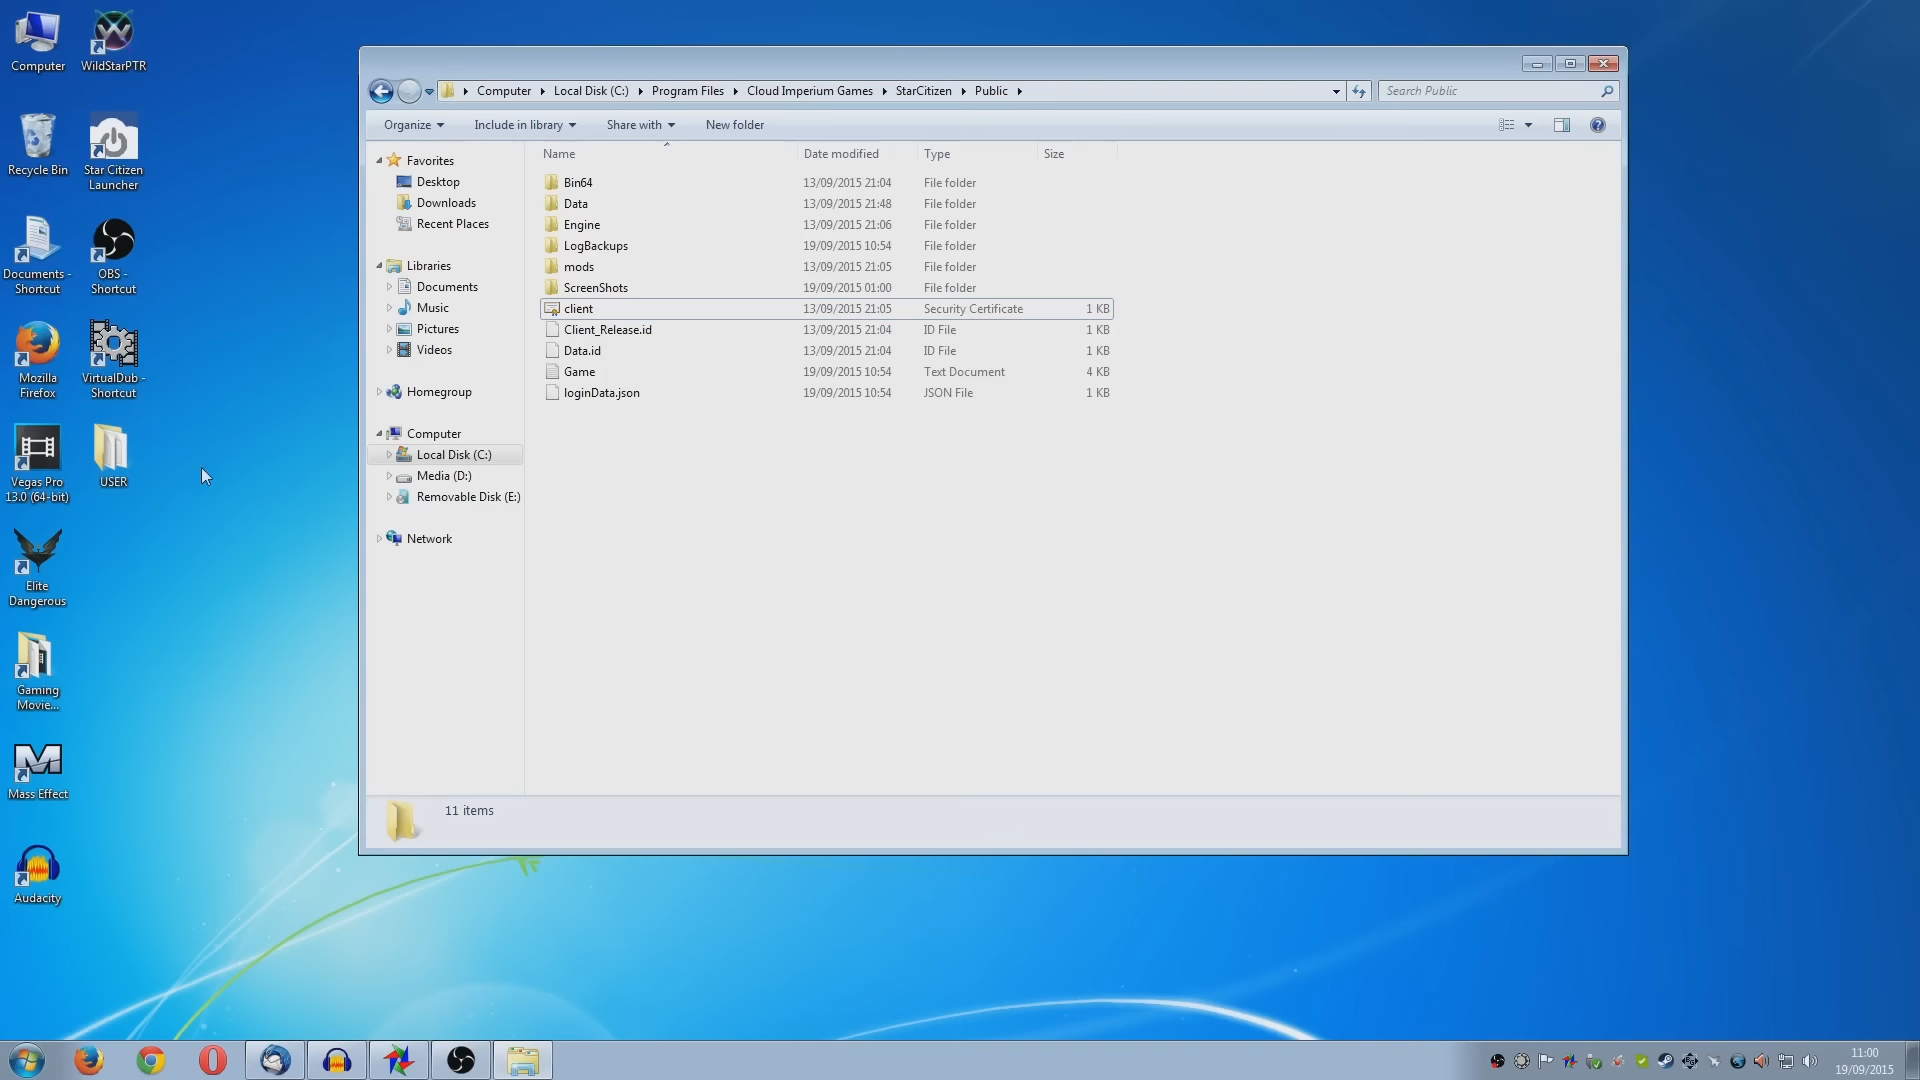 Computer
WildStarPTR
Recycle Bin
Star Citizen
Launcher
Documents -
Shortcut
OBS -
Shortcut
Mozilla
Firefox
VirtualDub -
Shortcut
Vegas Pro
13.0 (64-bit)
USER
Elite
Dangerous
Gaming
Movie...
Mass Effect
Audacity
Computer Local Disk (C:) Program Files Cloud Imperium Games StarCitizen Public
Search Public
Organize Include in library Share with New folder
Favorites
Desktop
Downloads
Recent Places
Libraries
Documents
Music
Pictures
Videos
Homegroup
Computer
Local Disk (C:)
Media (D:)
Removable Disk (E:)
Network
Name Date modified Type Size
Bin64 13/09/2015 21:04 File folder
Data 13/09/2015 21:48 File folder
Engine 13/09/2015 21:06 File folder
LogBackups 19/09/2015 10:54 File folder
mods 13/09/2015 21:05 File folder
ScreenShots 19/09/2015 01:00 File folder
client 13/09/2015 21:05 Security Certificate 1 KB
Client_Release.id 13/09/2015 21:04 ID File 1 KB
Data.id 13/09/2015 21:04 ID File 1 KB
Game 19/09/2015 10:54 Text Document 4 KB
loginData.json 19/09/2015 10:54 JSON File 1 KB
11 items
11:00
19/09/2015